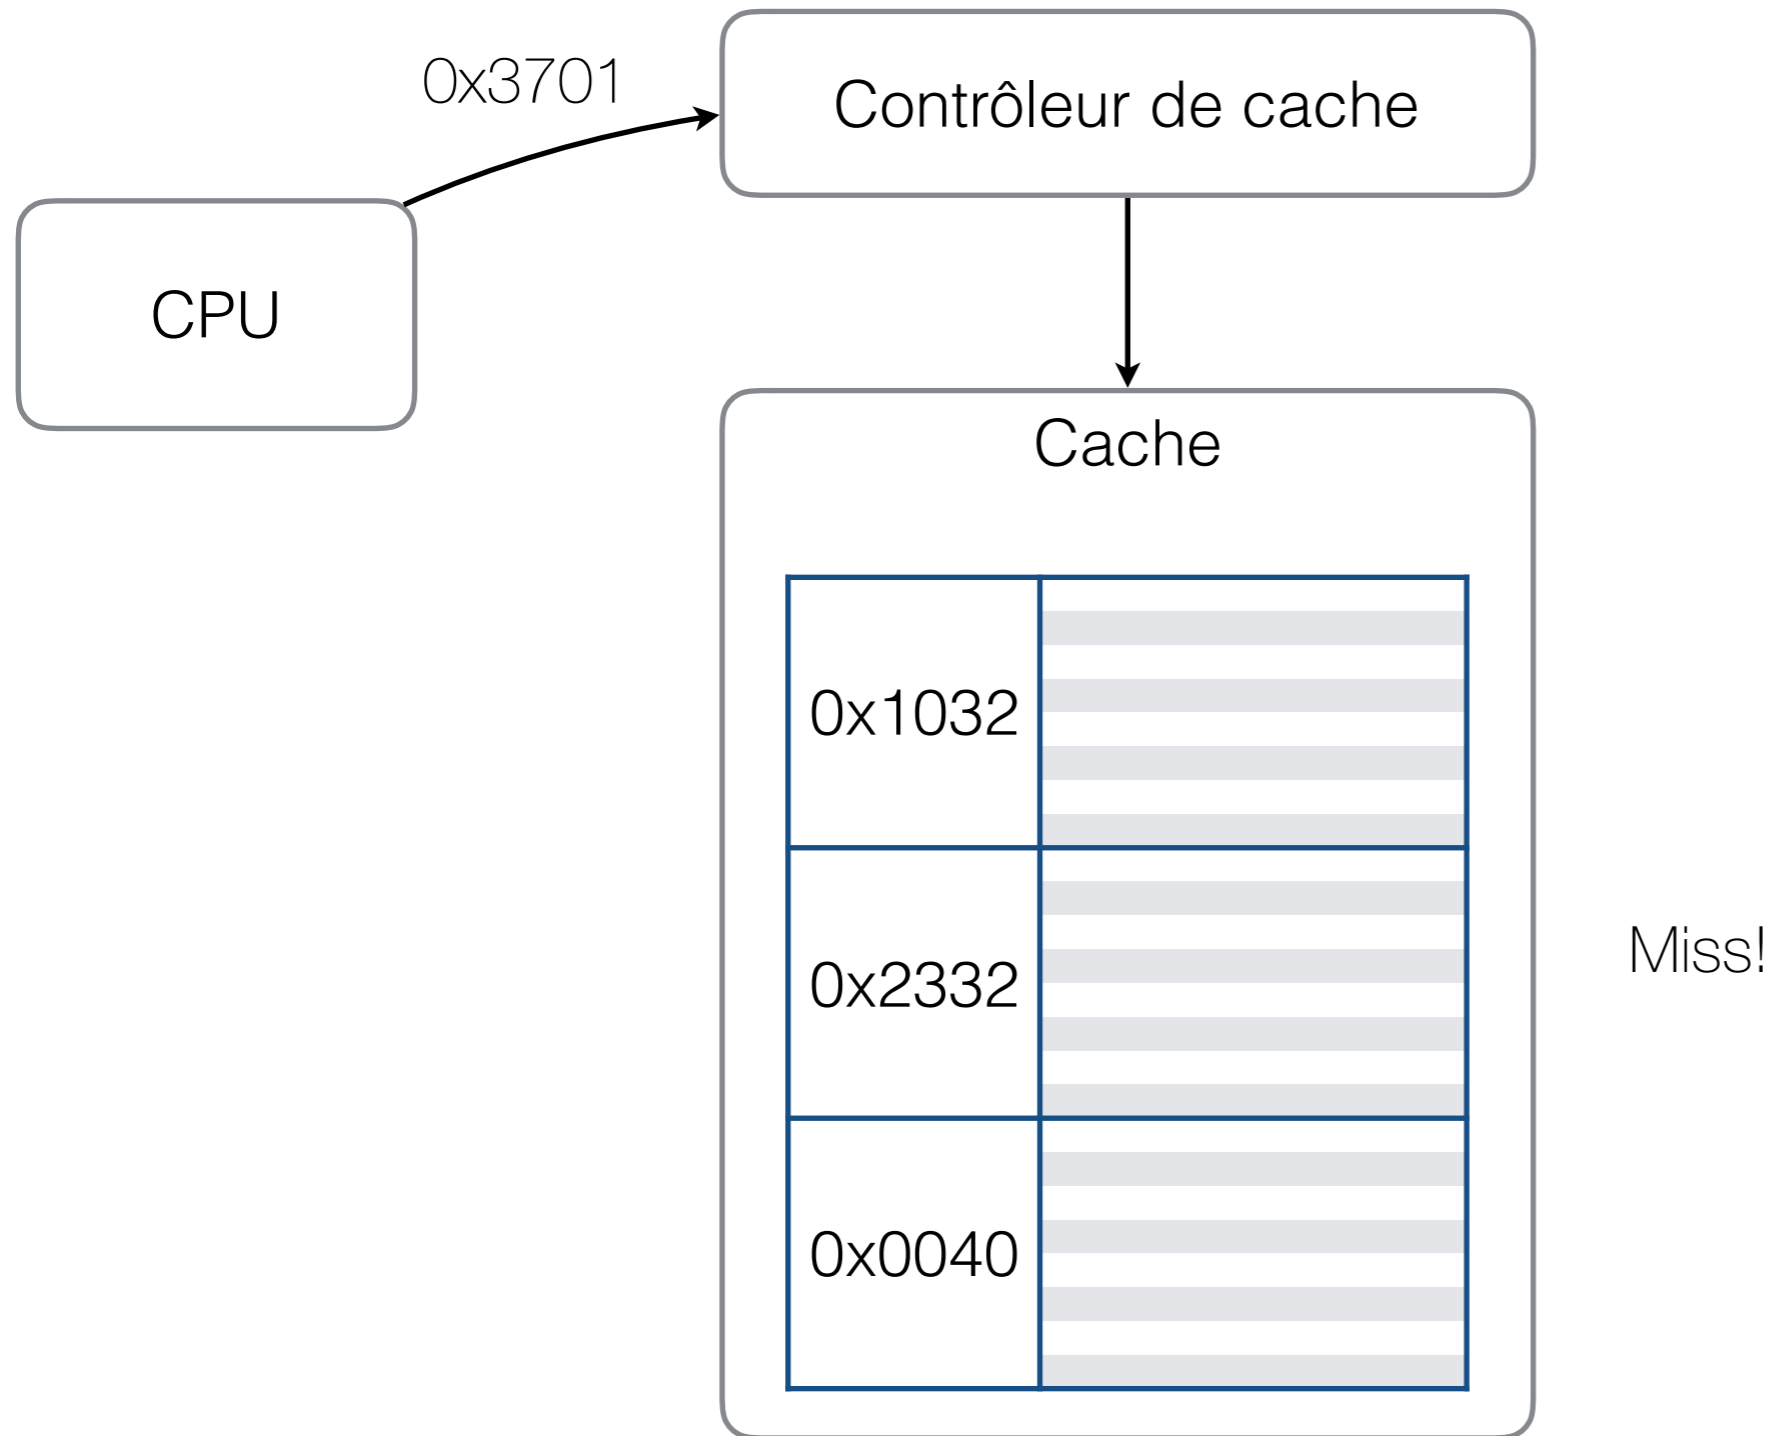 0x3701
Contrôleur de cache
CPU
Cache
0x1032
0x2332
Miss!
0x0040